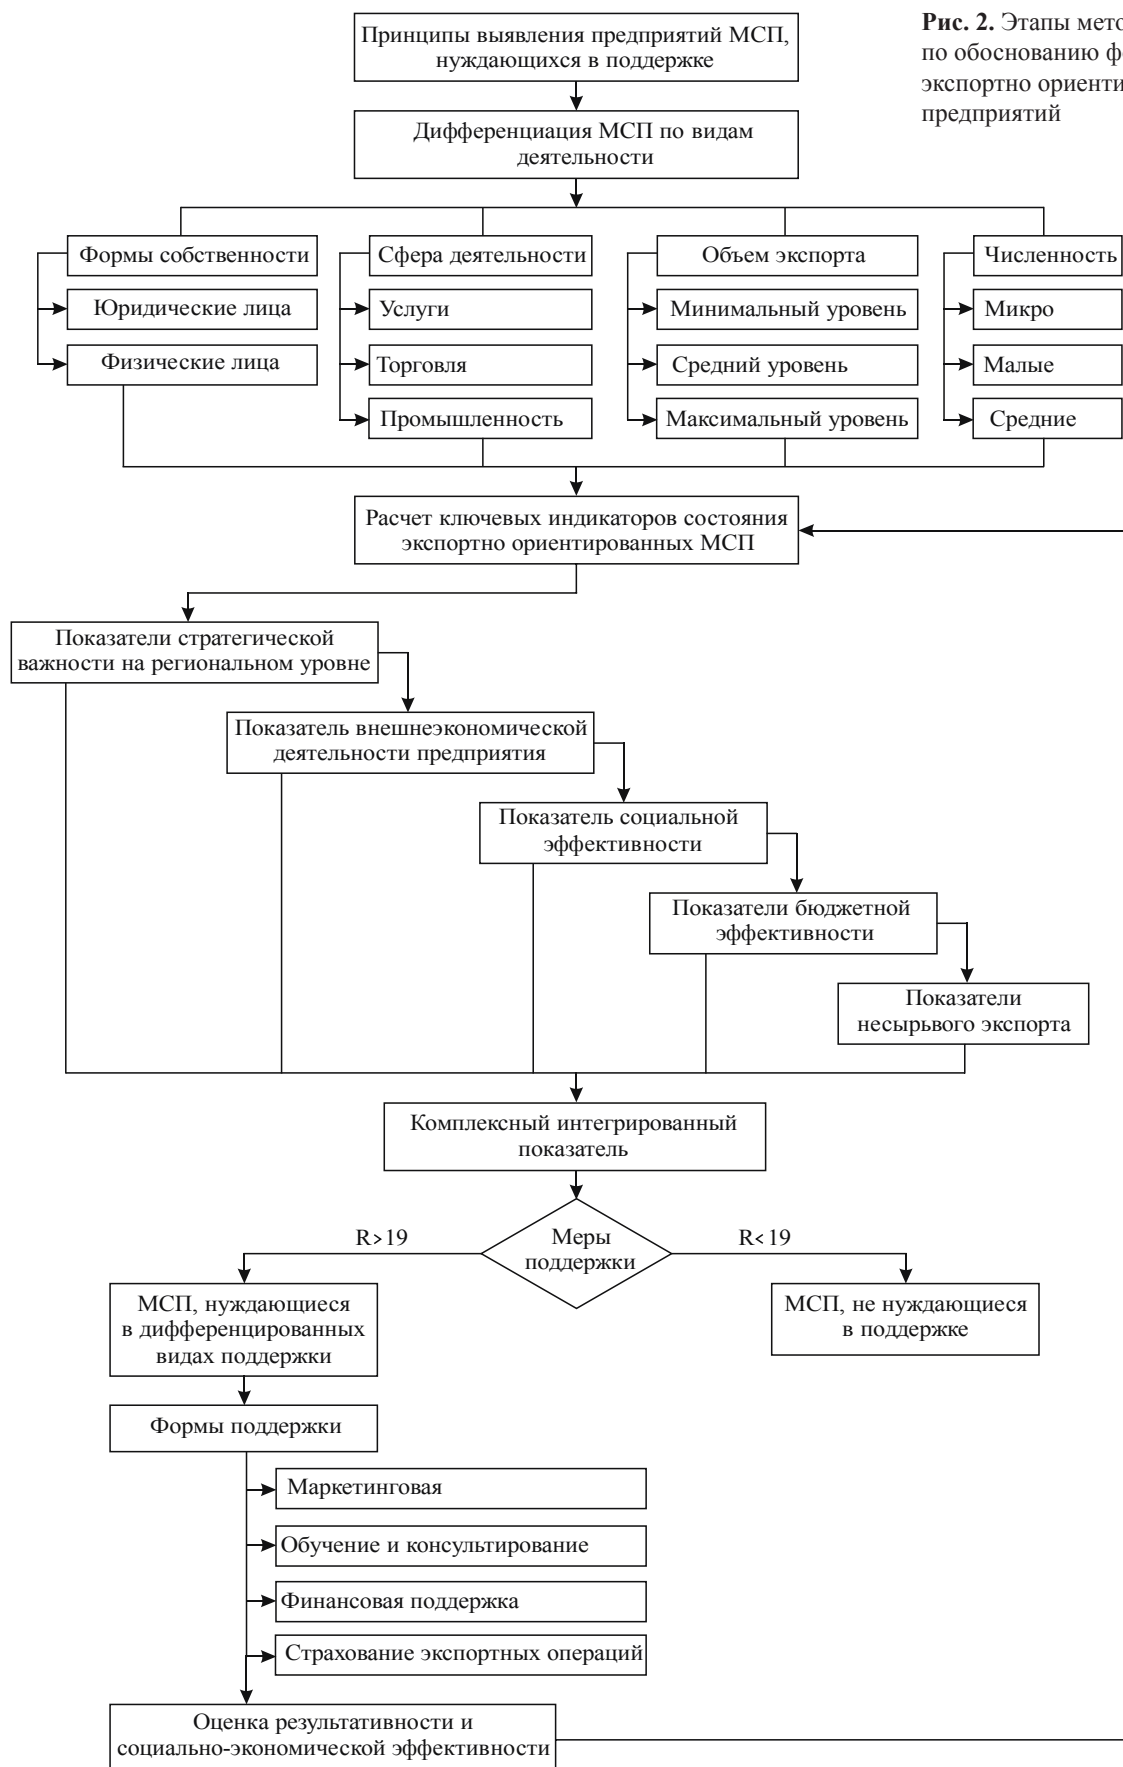 Рис. 2. Этапы мето
по обоснованию ф
экспортно ориенти
предприятий
Принципы выявления предприятий МСП,
нуждающихся в поддержке
Дифференциация МСП по видам
деятельности
Формы собственности
Юридические лица
Физические лица
Сфера деятельности
Услуги
Торговля
Промышленность
Объем экспорта
Минимальный уровень
Средний уровень
Максимальный уровень
Численность
Микро
Малые
Средние
Расчет ключевых индикаторов состояния
экспортно ориентированных МСП
Показатели стратегической
важности на региональном уровне
Показатель внешнеэкономической
деятельности предприятия
Показатель социальной
эффективности
Показатели бюджетной
эффективности
Показатели
несырьвого экспорта
Комплексный интегрированный
показатель
Меры
поддержки
R>19
R<19
МСП, нуждающиеся
в дифференцированных
видах поддержки
МСП, не нуждающиеся
в поддержке
Формы поддержки
Маркетинговая
Обучение и консультирование
Финансовая поддержка
Страхование экспортных операций
Оценка результативности и
социально-экономической эффективности